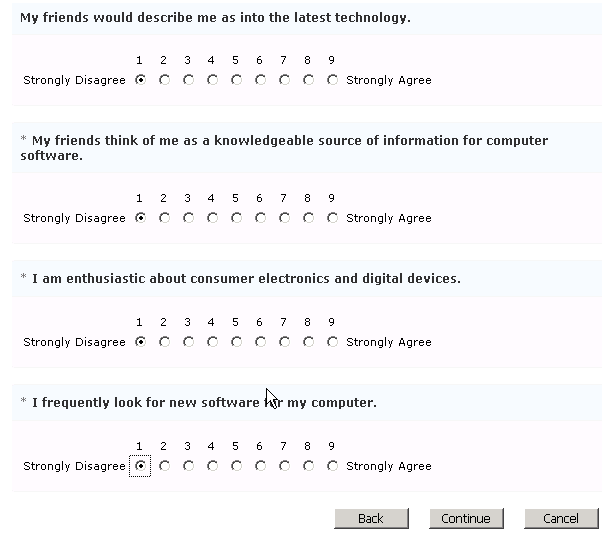 My friends would describe me as into the latest technology.
1 2 3 4 5 6 7 8 9
Strongly Disagree Strongly Agree
* My friends think of me as a knowledgeable source of information for computer
software.
1 2 3 4 5 6 7 8 9
Strongly Disagree Strongly Agree
* I am enthusiastic about consumer electronics and digital devices.
1 2 3 4 5 6 7 8 9
Strongly Disagree Strongly Agree
* I frequently look for new software for my computer.
1 2 3 4 5 6 7 8 9
Strongly Disagree Strongly Agree
Back Continue Cancel